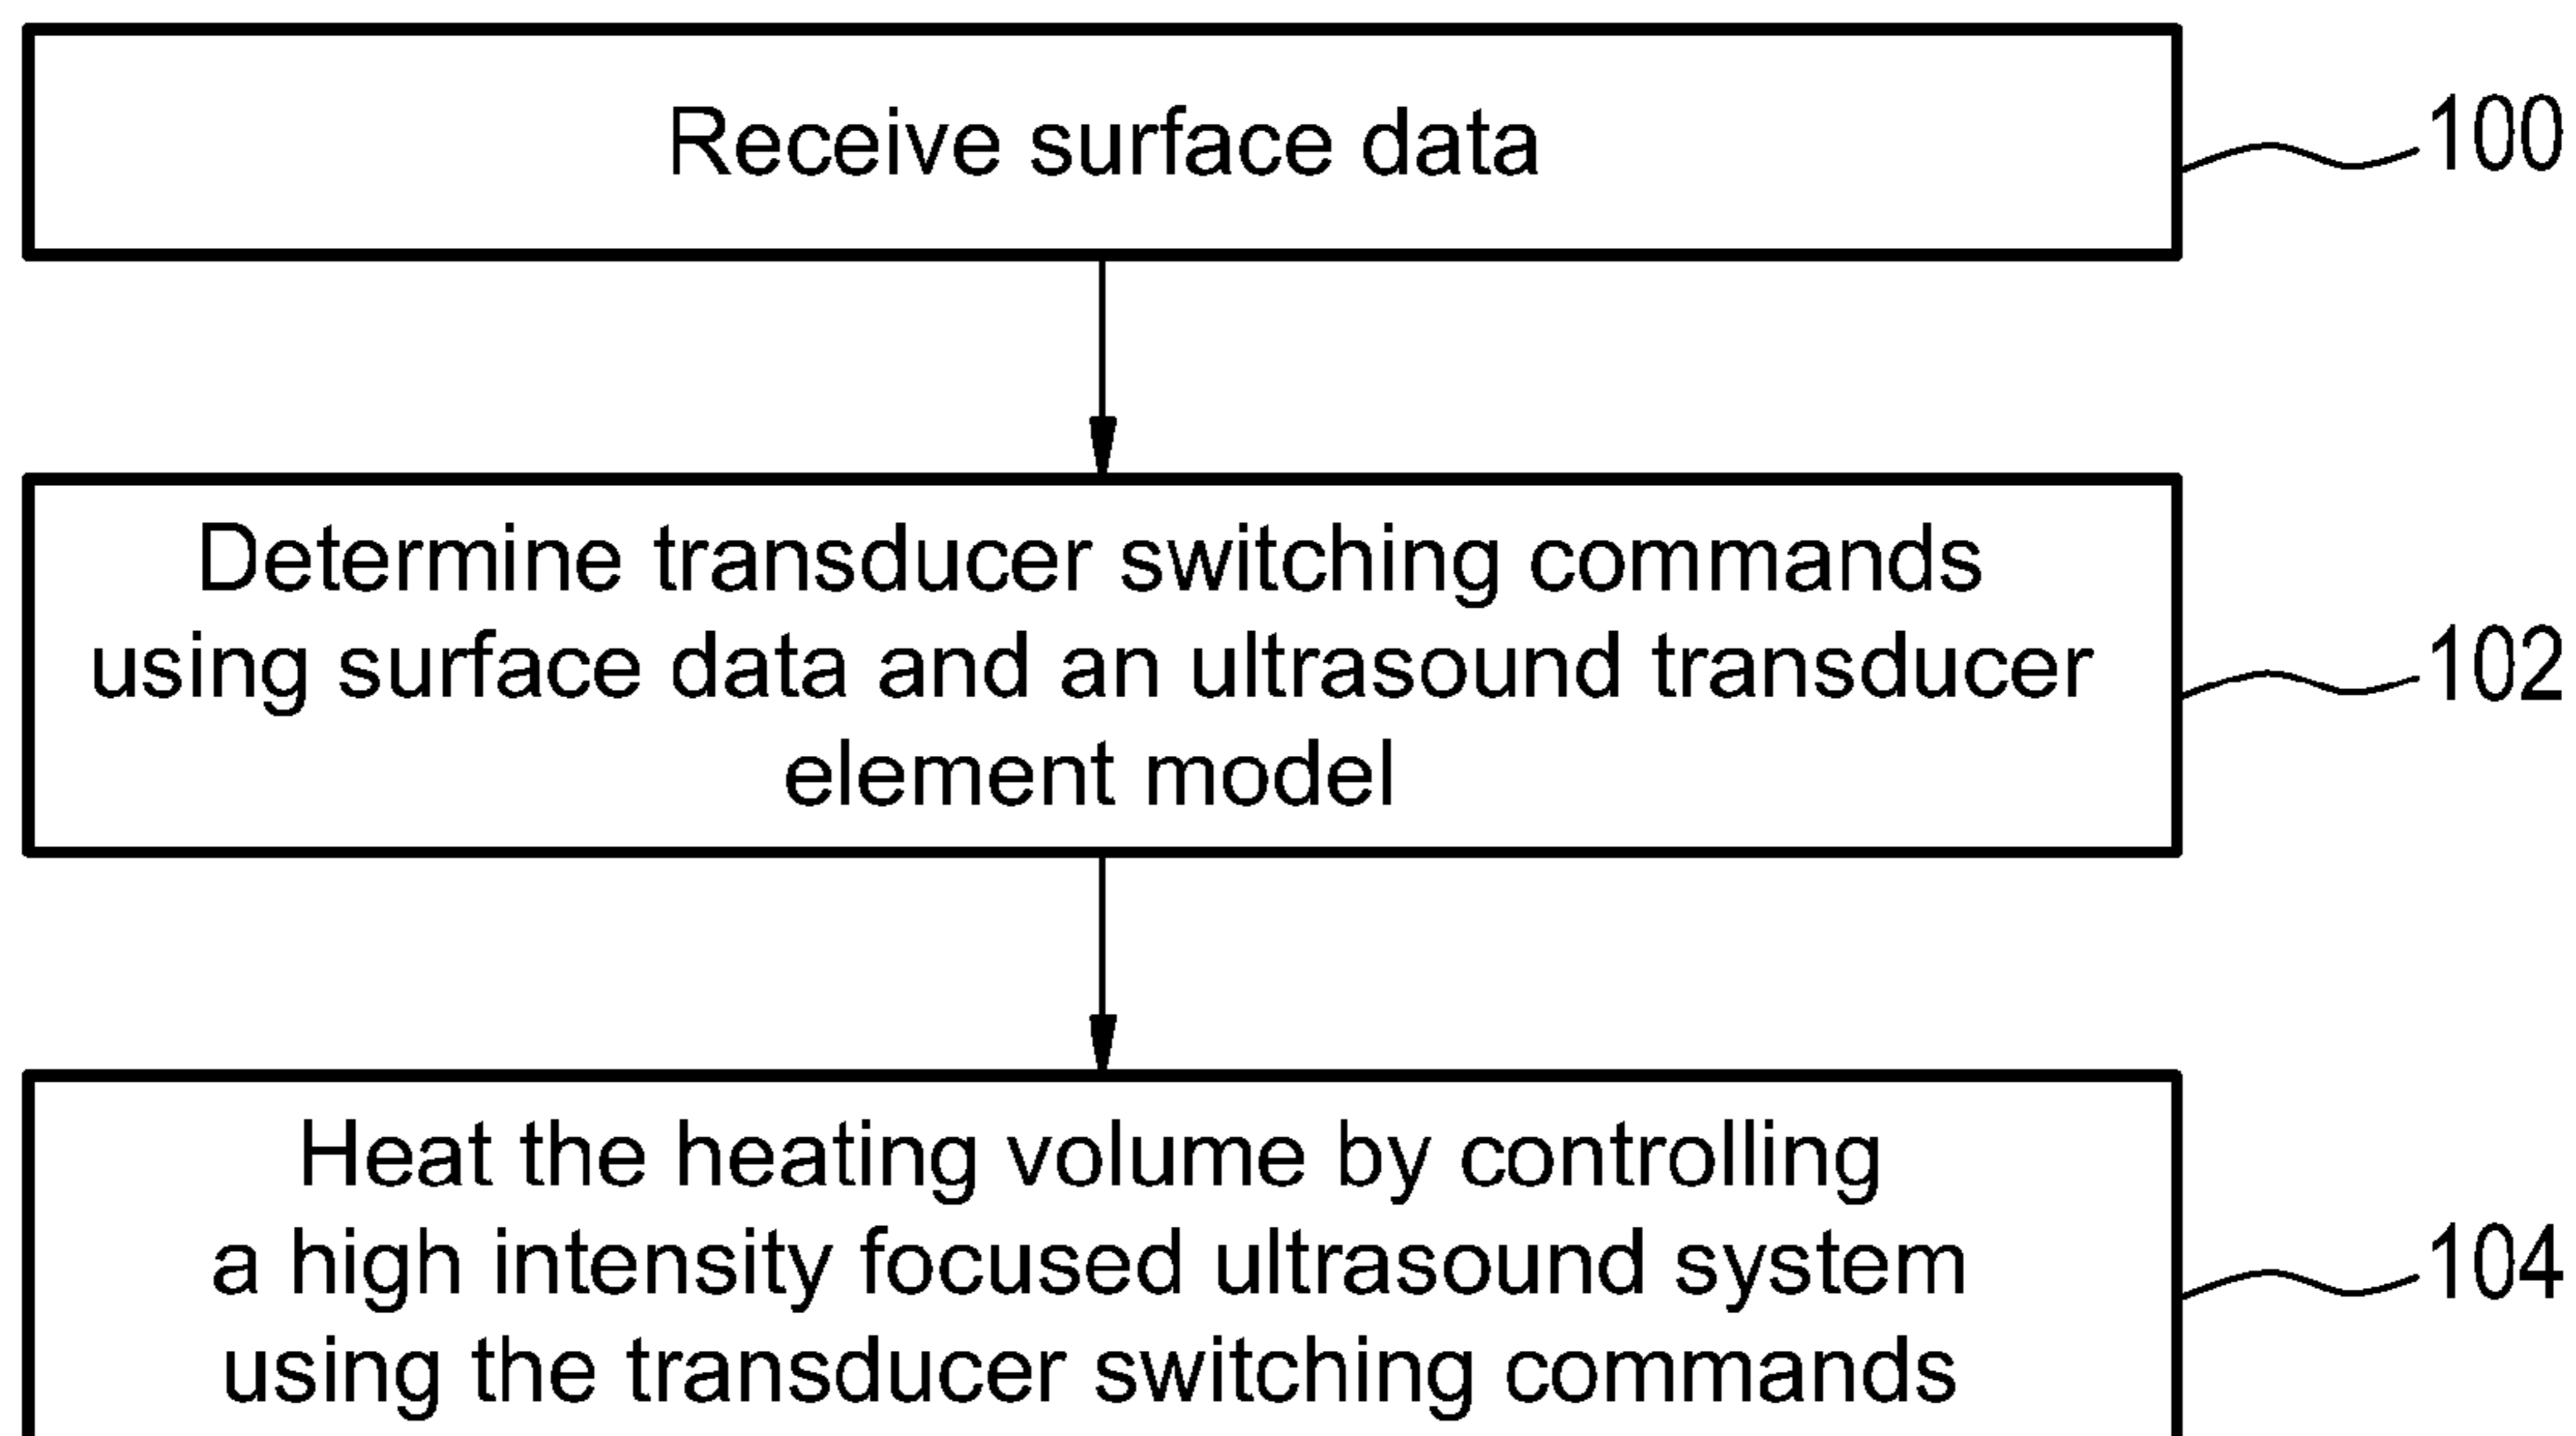 Receive surface data
100
Determine transducer switching commands
using surface data and an ultrasound transducer
element model
102
Heat the heating volume by controlling
a high intensity focused ultrasound system
using the transducer switching commands
104